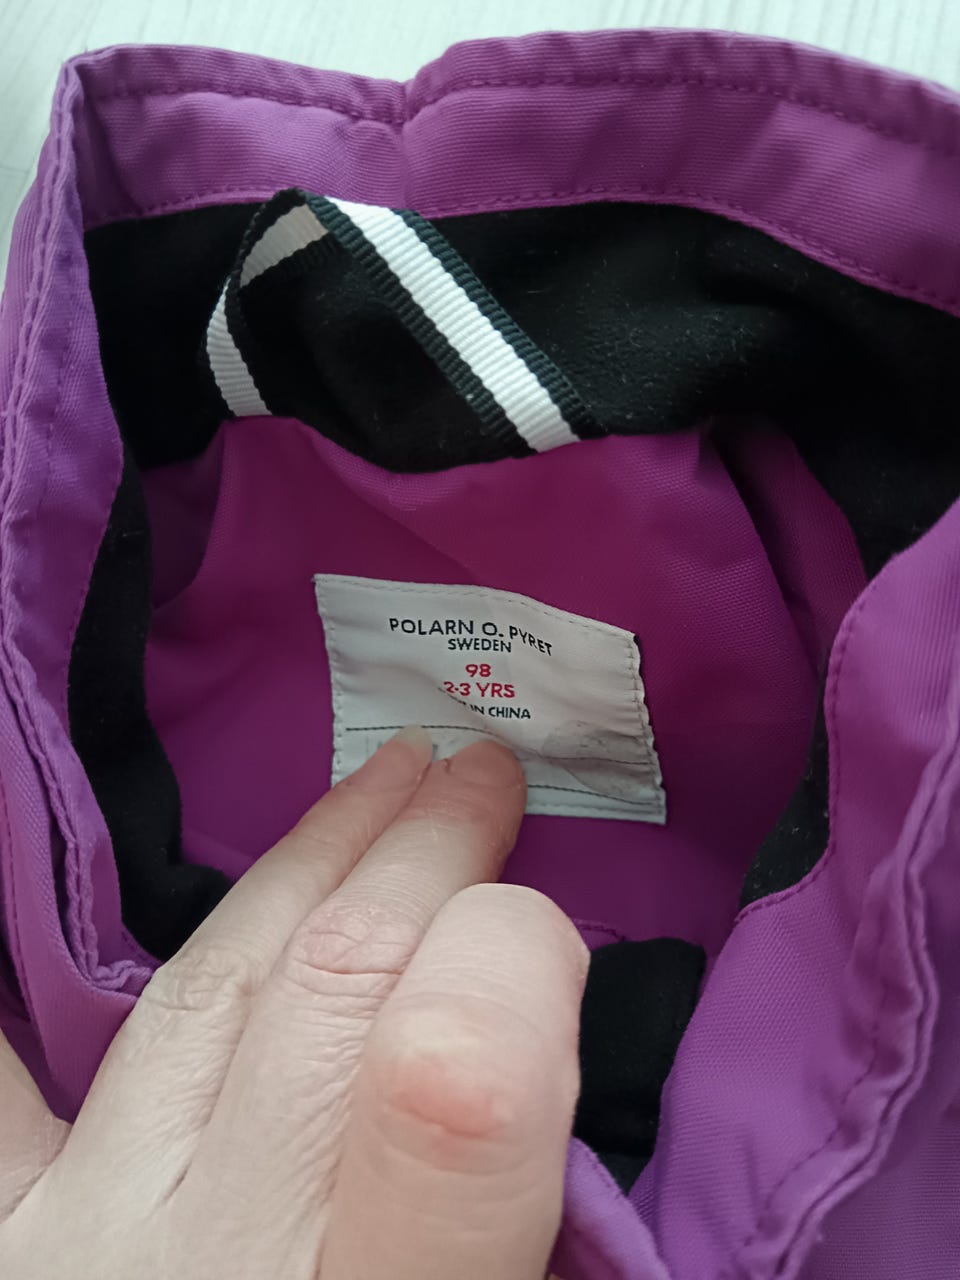 POLARN O. PYRET
SWEDEN
98
2-3 YRS
IN CHINA